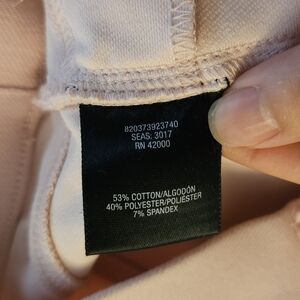 820373923740
SEAS: 3017
RN 42000
53% COTTON/ALGODÓN
40% POLYESTER/POLIÉSTER
7% SPANDEX